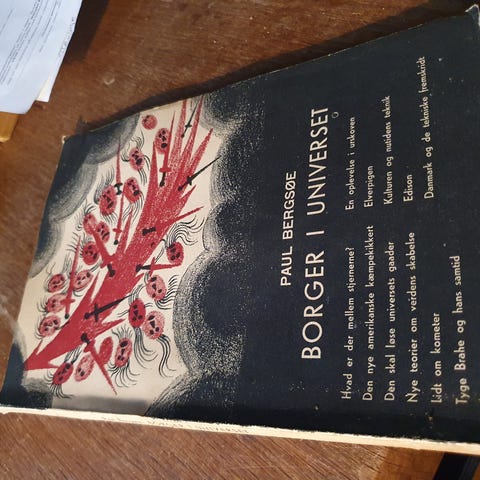 PAUL BERGSØE
BORGER I UNIVERSET
Hvad er der mellem stjernerne?
Den nye amerikanske kæmpekikkert
Den skal løse universets gaader
Nye teorier om verdens skabelse
Lidt om kometer
Tyge Brahe og hans samtid
En oplevelse i urskoven
Elverpigen
Kulturen og nutidens teknik
Edison
Danmark og de tekniske fremskridt